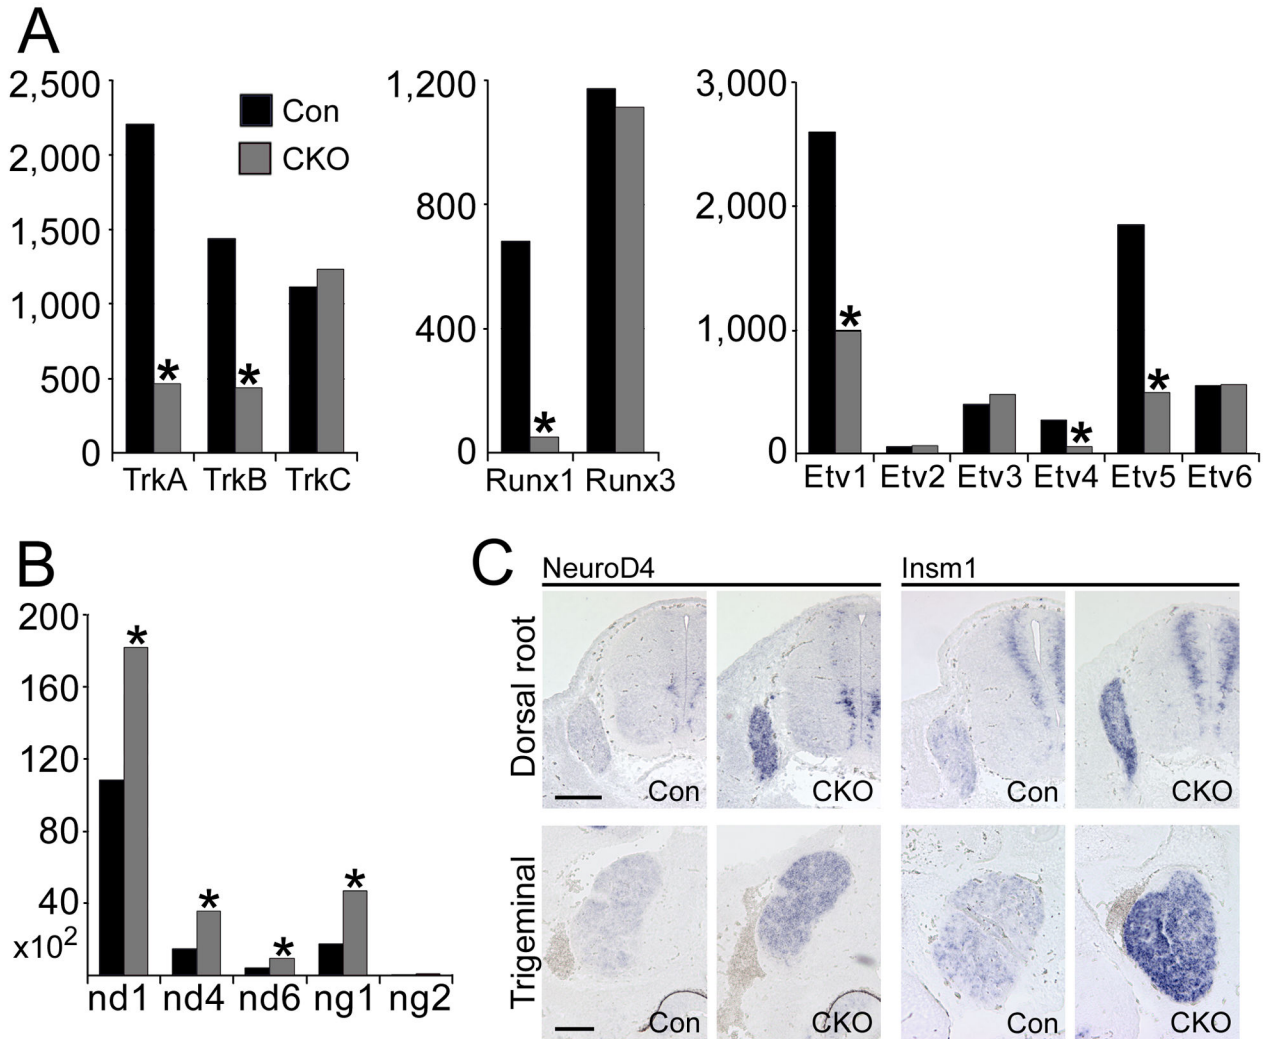 A
2,500
2,000
1,500
1,000
500
0
TrkA TrkB TrkC
Con
CKO
* *
1,200
800
400
0
Runx1 Runx3
*
3,000
2,000
1,000
0
Etv1 Etv2 Etv3 Etv4 Etv5 Etv6
* * *
B
200
160
120
80
40
x10²
nd1 nd4 nd6 ng1 ng2
* * * *
C
NeuroD4 Insm1
Dorsal root
Con CKO Con CKO
Trigeminal
Con CKO Con CKO